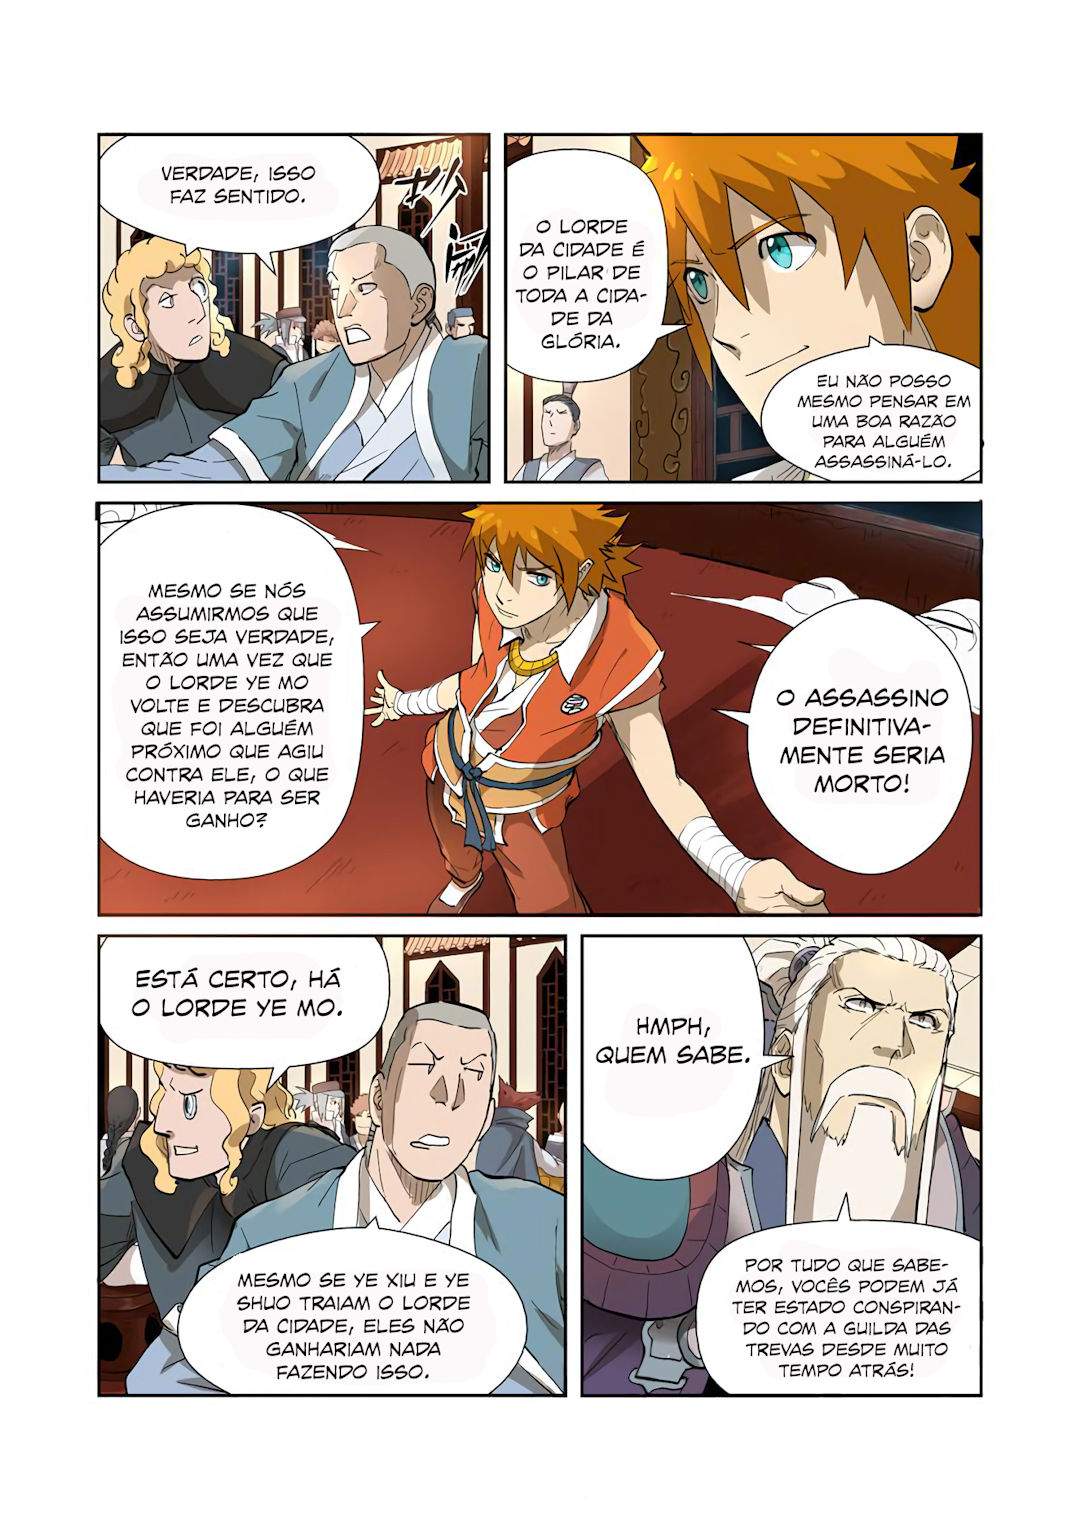 VERDADE, ISSO
FAZ SENTIDO.
O LORDE
DA CIDADE É
O PILAR DE
TODA A CIDA-
DE DA
GLÓRIA.
EU NÃO POSSO
MESMO PENSAR EM
UMA BOA RAZÃO
PARA ALGUÉM
ASSASSINÁ-LO.
MESMO SE NÓS
ASSUMIRMOS QUE
ISSO SEJA VERDADE,
ENTÃO UMA VEZ QUE
O LORDE YE MO
VOLTE E DESCUBRA
QUE FOI ALGUÉM
PRÓXIMO QUE AGIU
CONTRA ELE, O QUE
HAVERIA PARA SER
GANHO?
O ASSASSINO
DEFINITIVA-
MENTE SERIA
MORTO!
ESTÁ CERTO, HÁ
O LORDE YE MO.
MESMO SE YE XIU E YE
SHUO TRAIAM O LORDE
DA CIDADE, ELES NÃO
GANHARIAM NADA
FAZENDO ISSO.
HMPH,
QUEM SABE.
POR TUDO QUE SABE-
MOS, VOCÊS PODEM JÁ
TER ESTADO CONSPIRAN-
DO COM A GUILDA DAS
TREVAS DESDE MUITO
TEMPO ATRÁS!